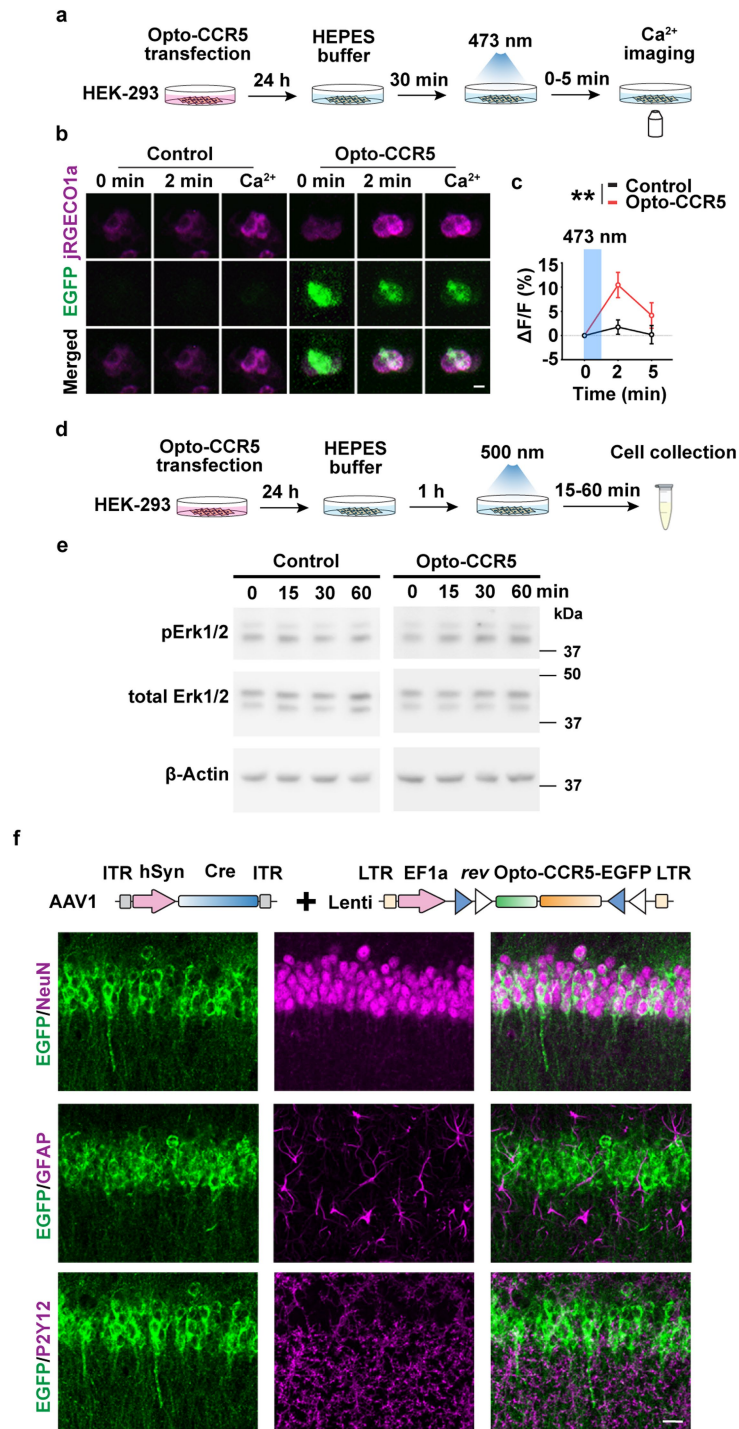 a
Opto-CCR5
transfection
HEPES
buffer
473 nm
Ca²⁺
imaging
HEK-293
24 h
30 min
0-5 min
b
Control
Opto-CCR5
0 min
2 min
Ca²⁺
0 min
2 min
Ca²⁺
jRGECO1a
EGFP
Merged
c
** Control
Opto-CCR5
473 nm
15
10
5
0
-5
ΔF/F (%)
0 2 5
Time (min)
d
Opto-CCR5
transfection
HEPES
buffer
500 nm
Cell collection
HEK-293
24 h
1 h
15-60 min
e
Control
Opto-CCR5
0 15 30 60
0 15 30 60 min
kDa
pErk1/2
37
50
total Erk1/2
37
β-Actin
37
f
ITR hSyn Cre ITR
LTR EF1a rev Opto-CCR5-EGFP LTR
AAV1 + Lenti
EGFP/NeuN
EGFP/GFAP
EGFP/P2Y12